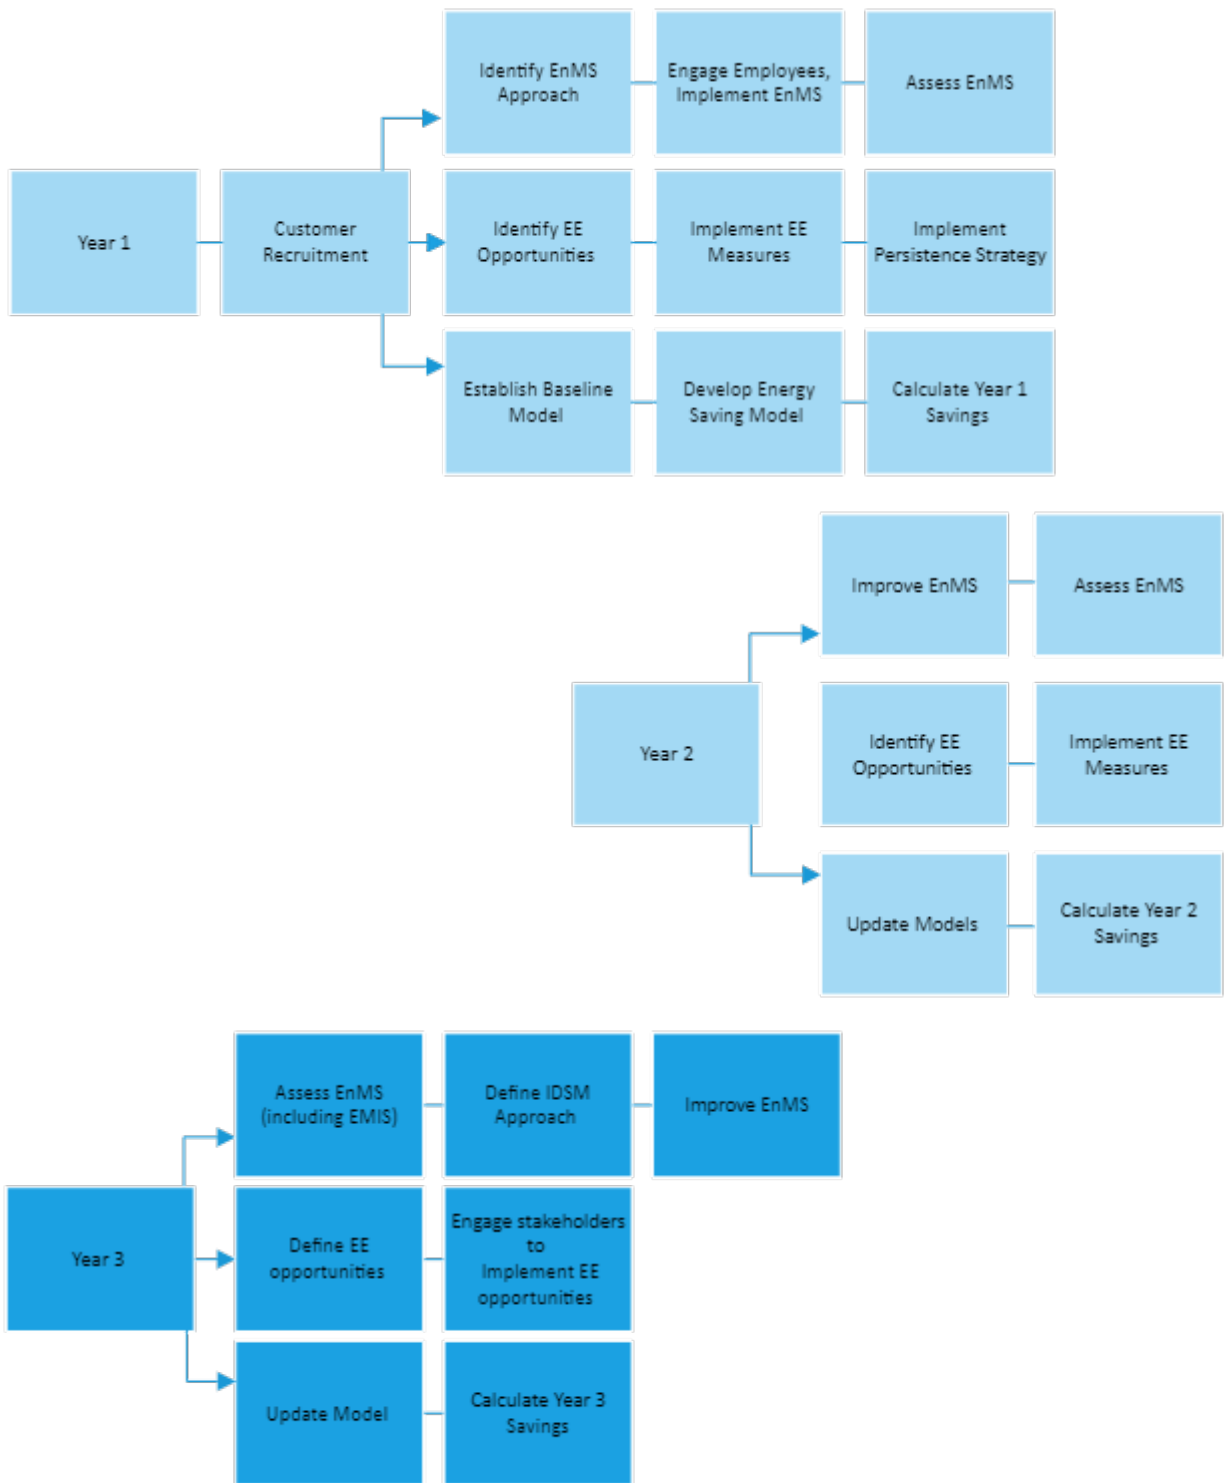 Year 1
Customer
Recruitment
Identify EnMS
Approach
Engage Employees,
Implement EnMS
Assess EnMS
Identify EE
Opportunities
Implement EE
Measures
Implement
Persistence Strategy
Establish Baseline
Model
Develop Energy
Saving Model
Calculate Year 1
Savings
Year 2
Improve EnMS
Assess EnMS
Identify EE
Opportunities
Implement EE
Measures
Update Models
Calculate Year 2
Savings
Year 3
Assess EnMS
(including EMIS)
Define IDSM
Approach
Improve EnMS
Define EE
opportunities
Engage stakeholders
to
Implement EE
opportunities
Update Model
Calculate Year 3
Savings